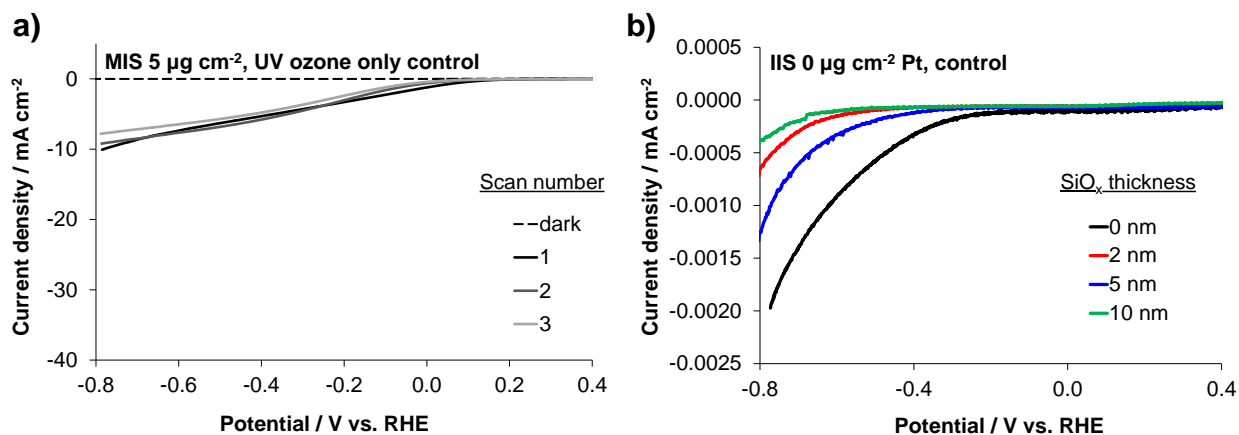 a)
MIS 5 µg cm-2, UV ozone only control
0
-10
-20
-30
-40
Current density / mA cm-2
-0.8
-0.6
-0.4
-0.2
0.0
0.2
0.4
Potential / V vs. RHE
Scan number
dark
1
2
3
b)
IIS 0 µg cm-2 Pt, control
0.0005
0.0000
-0.0005
-0.0010
-0.0015
-0.0020
-0.0025
Current density / mA cm-2
-0.8
-0.4
0.0
0.4
Potential / V vs. RHE
SiOx thickness
0 nm
2 nm
5 nm
10 nm